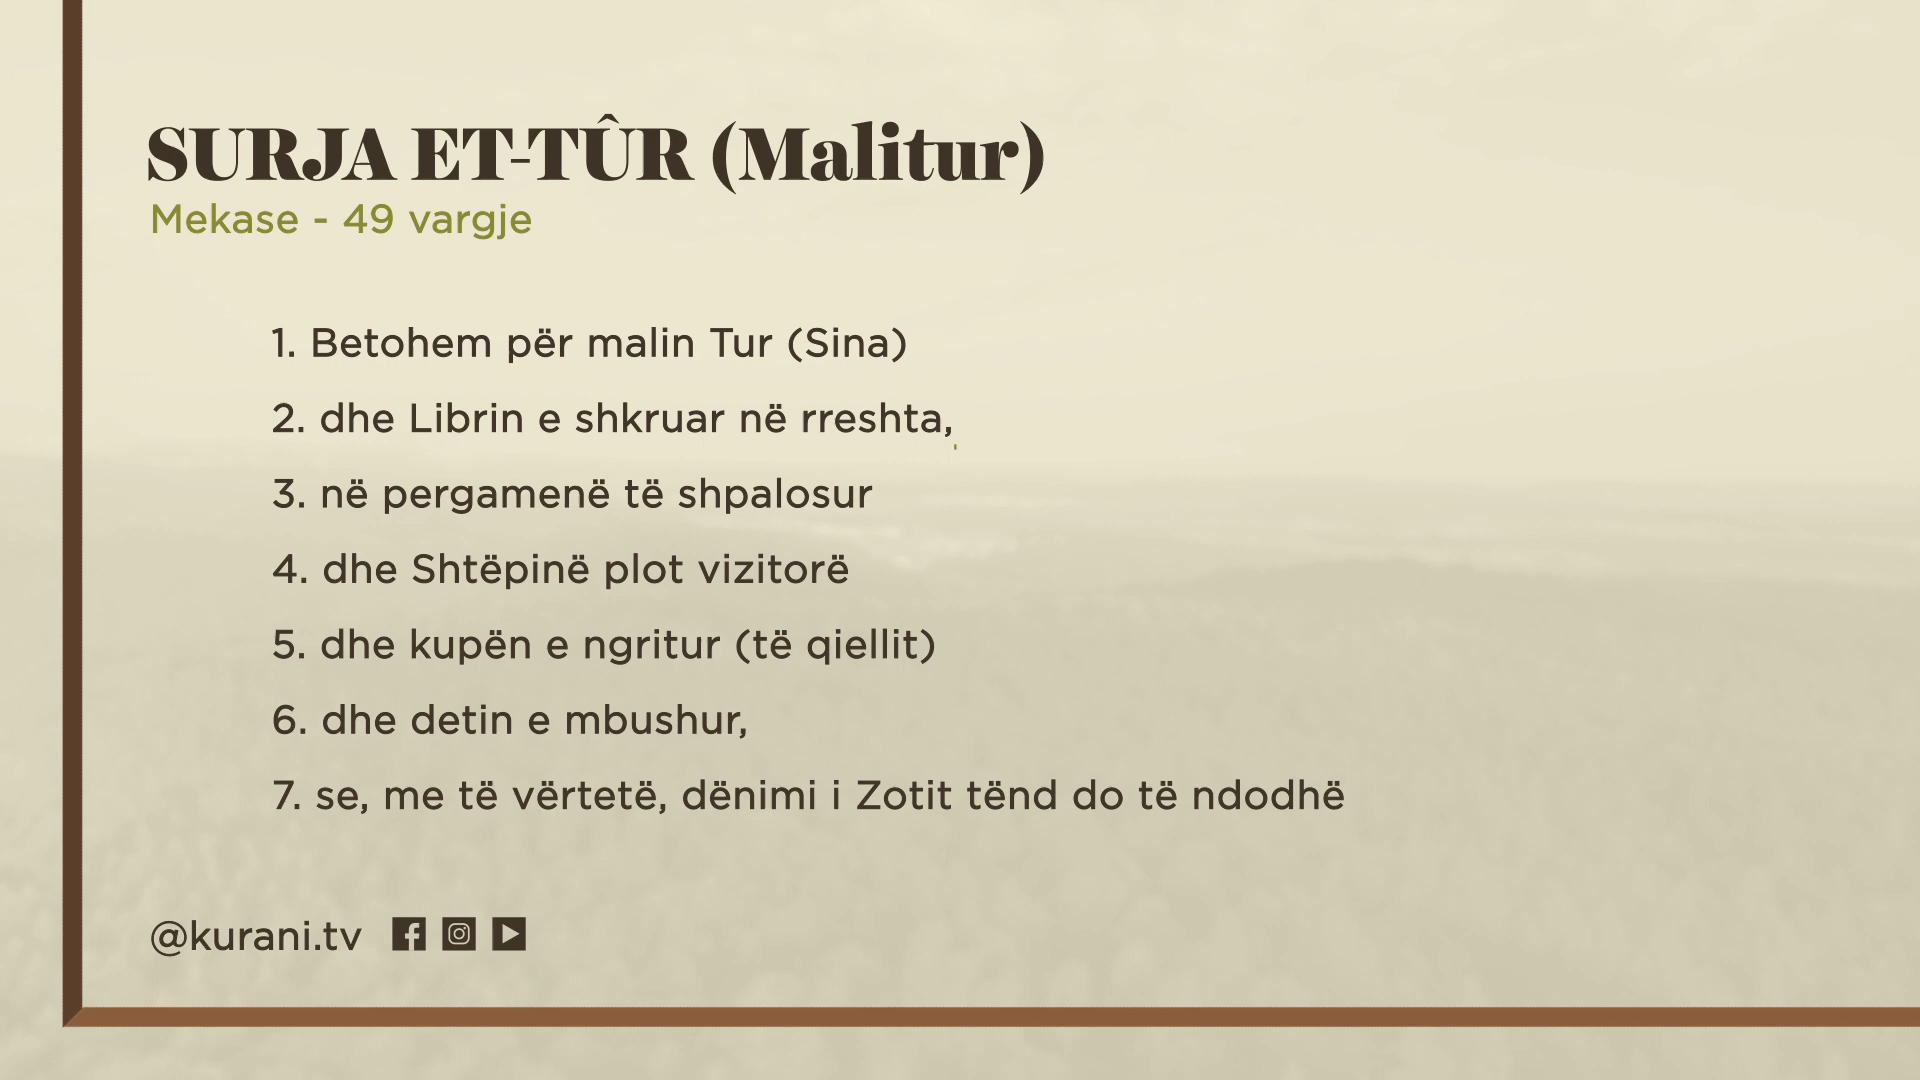 SURJA ET-TÛR (Malitur)
Mekase - 49 vargje
1. Betohem për malin Tur (Sina)
2. dhe Librin e shkruar në rreshta,
3. në pergamenë të shpalosur
4. dhe Shtëpinë plot vizitorë
5. dhe kupën e ngritur (të qiellit)
6. dhe detin e mbushur,
7. se, me të vërtetë, dënimi i Zotit tënd do të ndodhë
@kurani.tv